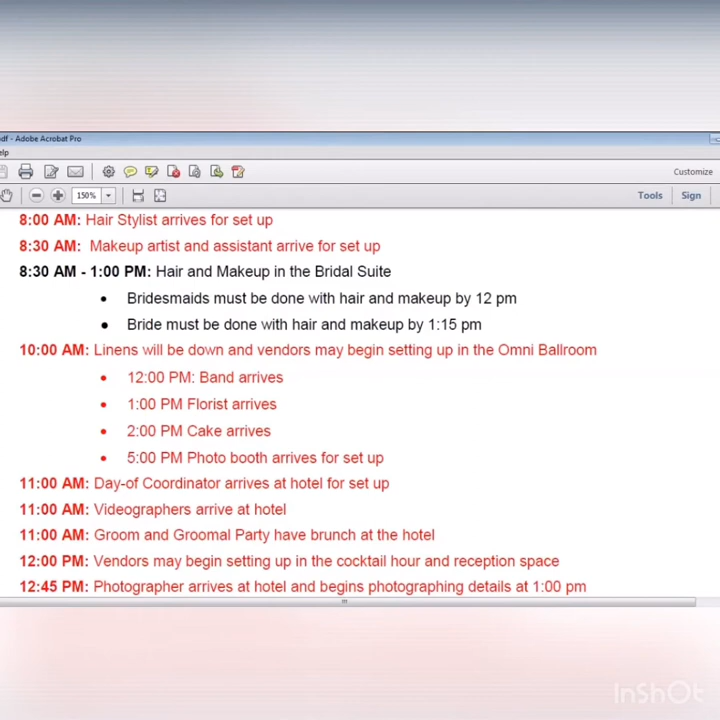 df - Adobe Acrobat Pro
elp
Customize
150%
Tools
Sign
8:00 AM: Hair Stylist arrives for set up
8:30 AM: Makeup artist and assistant arrive for set up
8:30 AM - 1:00 PM: Hair and Makeup in the Bridal Suite
• Bridesmaids must be done with hair and makeup by 12 pm
• Bride must be done with hair and makeup by 1:15 pm
10:00 AM: Linens will be down and vendors may begin setting up in the Omni Ballroom
• 12:00 PM: Band arrives
• 1:00 PM Florist arrives
• 2:00 PM Cake arrives
• 5:00 PM Photo booth arrives for set up
11:00 AM: Day-of Coordinator arrives at hotel for set up
11:00 AM: Videographers arrive at hotel
11:00 AM: Groom and Groomal Party have brunch at the hotel
12:00 PM: Vendors may begin setting up in the cocktail hour and reception space
12:45 PM: Photographer arrives at hotel and begins photographing details at 1:00 pm
InShOt